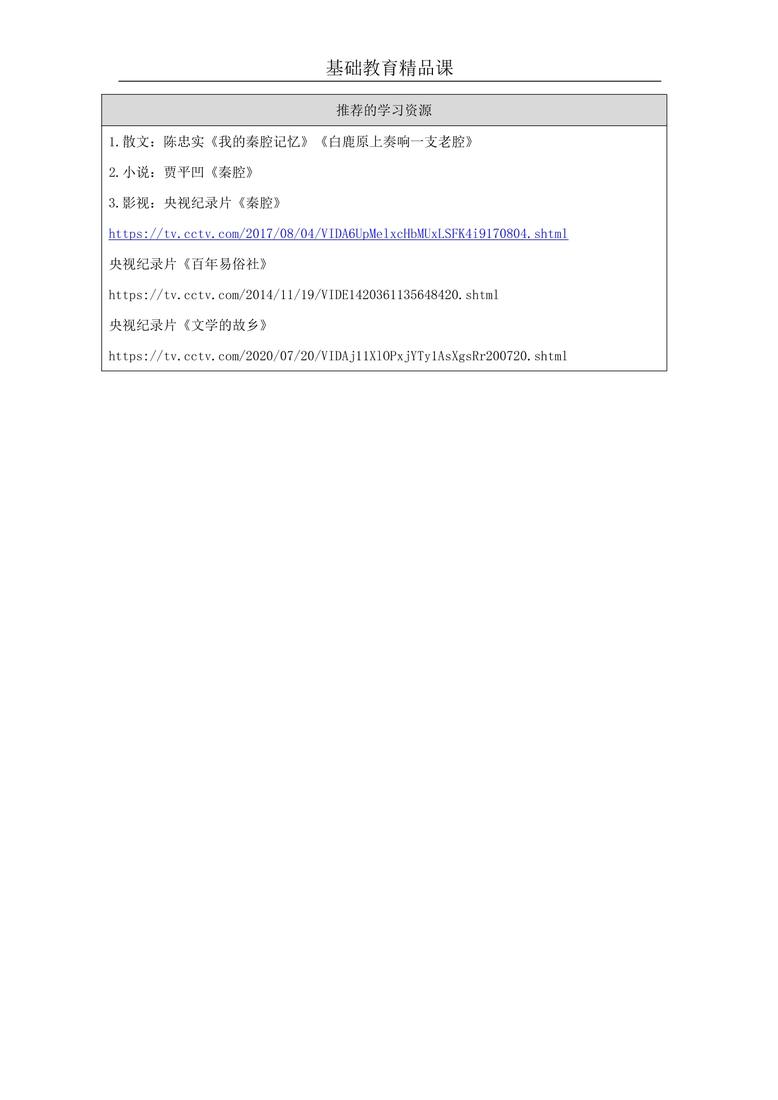 基础教育精品课
推荐的学习资源
1.散文：陈忠实《我的秦腔记忆》《白鹿原上奏响一支老腔》
2.小说：贾平凹《秦腔》
3.影视：央视纪录片《秦腔》
https://tv.cctv.com/2017/08/04/VIDA6UpMelxcHbMUxLSFK4i9170804.shtml
央视纪录片《百年易俗社》
https://tv.cctv.com/2014/11/19/VIDE1420361135648420.shtml
央视纪录片《文学的故乡》
https://tv.cctv.com/2020/07/20/VIDAj11XlOPxjYTy1AsXgsRr200720.shtml